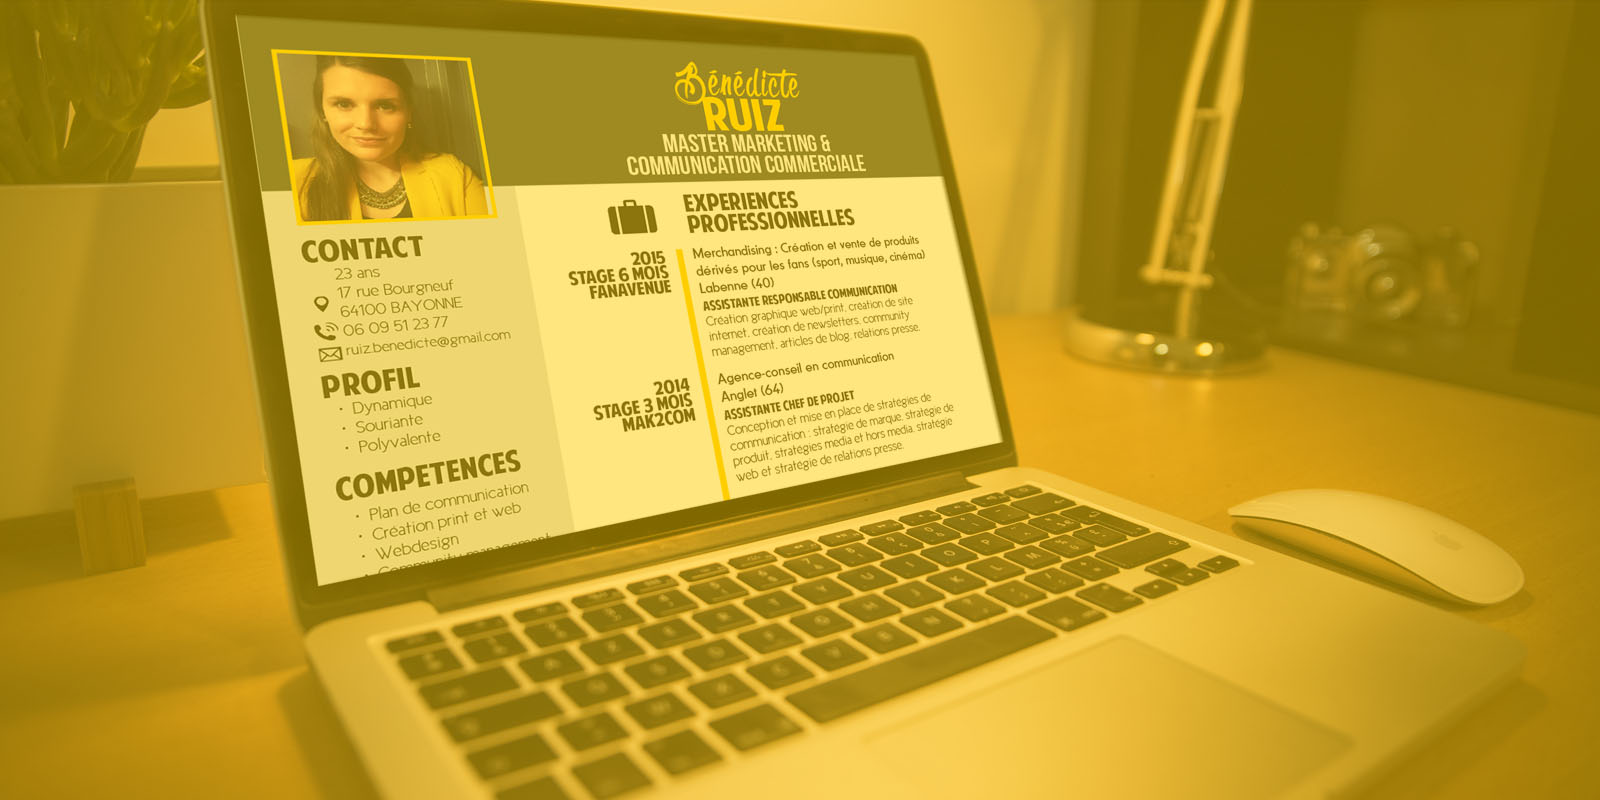 Bénédicte
RUIZ
MASTER MARKETING &
COMMUNICATION COMMERCIALE
CONTACT
23 ans
17 rue Bourgneuf
64100 BAYONNE
06 09 51 23 77
ruiz.benedicte@gmail.com
PROFIL
• Dynamique
• Souriante
• Polyvalente
COMPETENCES
• Plan de communication
• Création print et web
• Webdesign
• Community management
EXPERIENCES
PROFESSIONNELLES
2015
STAGE 6 MOIS
FANAVENUE
Merchandising : Création et vente de produits
dérivés pour les fans (sport, musique, cinéma)
Labenne (40)
ASSISTANTE RESPONSABLE COMMUNICATION
Création graphique web/print, création de site
internet, création de newsletters, community
management, articles de blog, relations presse.
2014
STAGE 3 MOIS
MAK2COM
Agence-conseil en communication
Anglet (64)
ASSISTANTE CHEF DE PROJET
Conception et mise en place de stratégies de
communication : stratégie de marque, stratégie de
produit, stratégies media et hors media, stratégie
web et stratégie de relations presse.